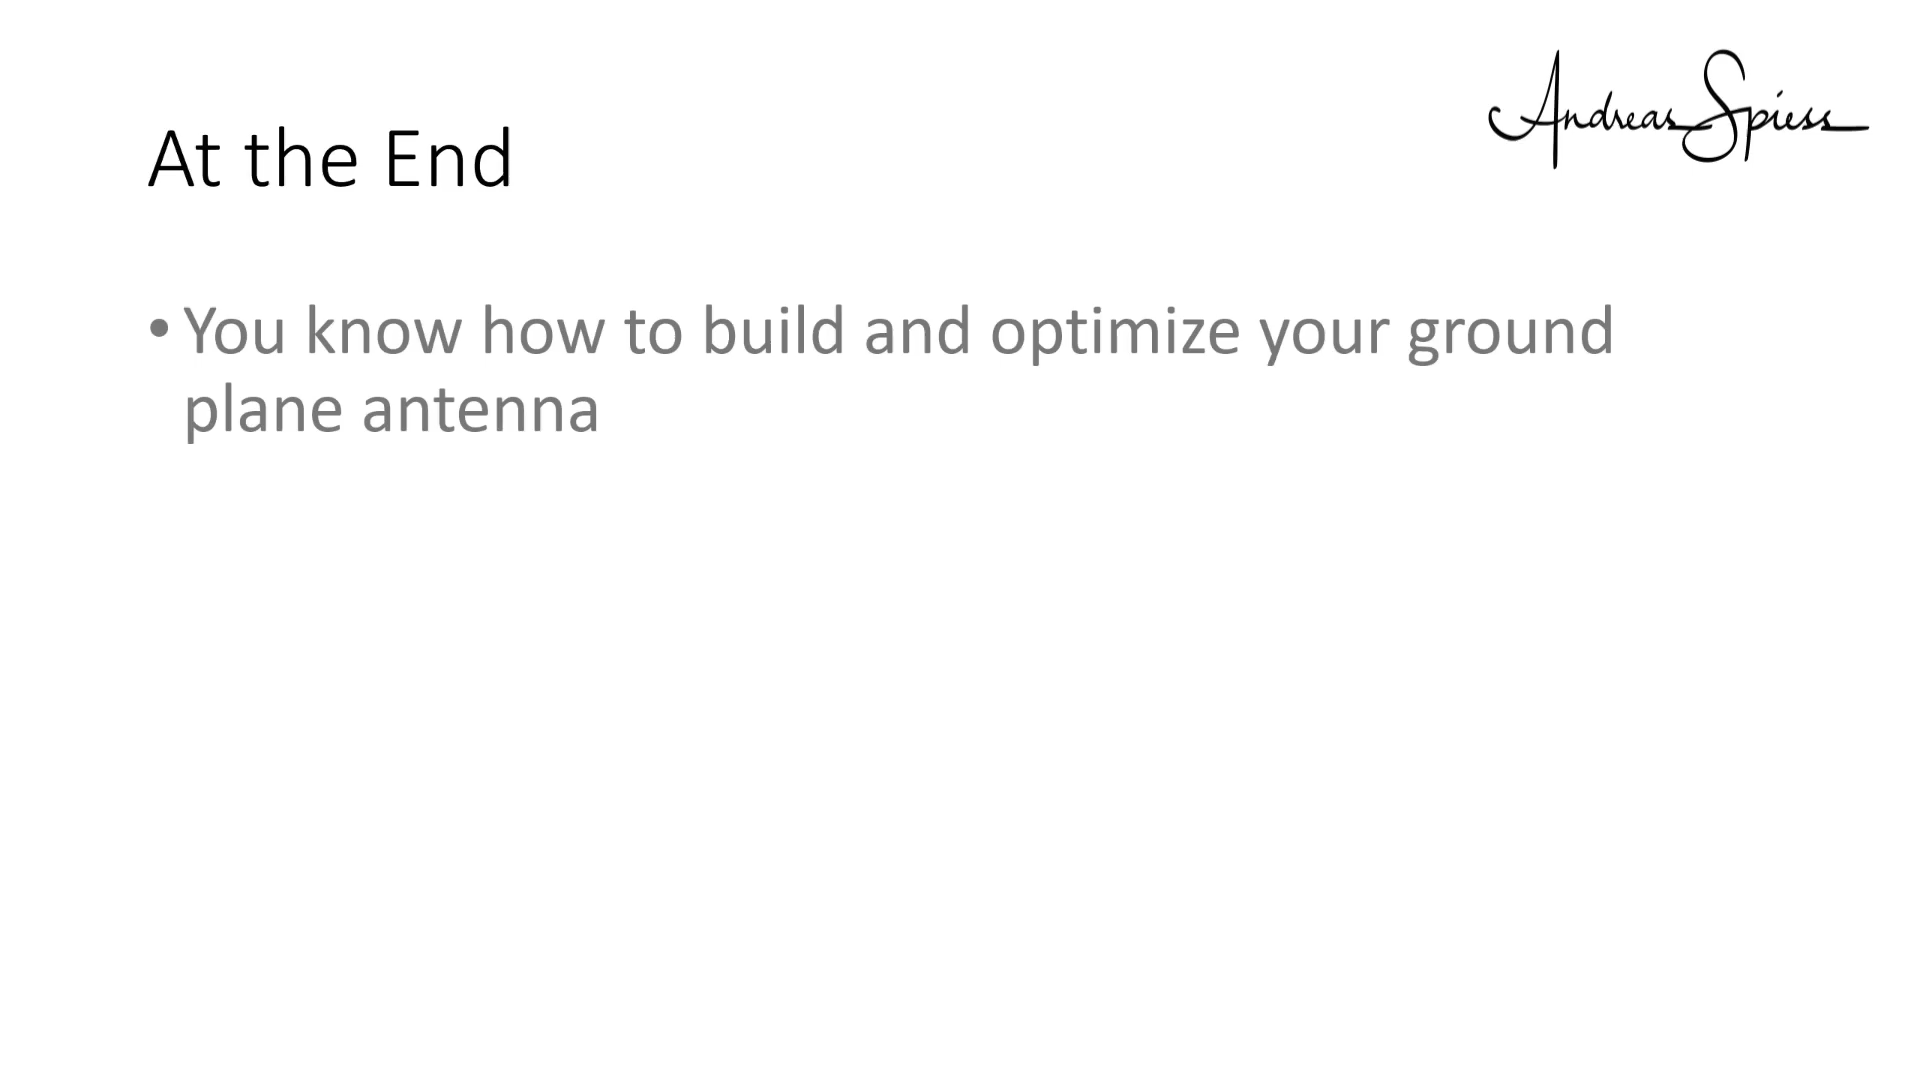 Andreas Spiess
At the End
• You know how to build and optimize your ground
plane antenna